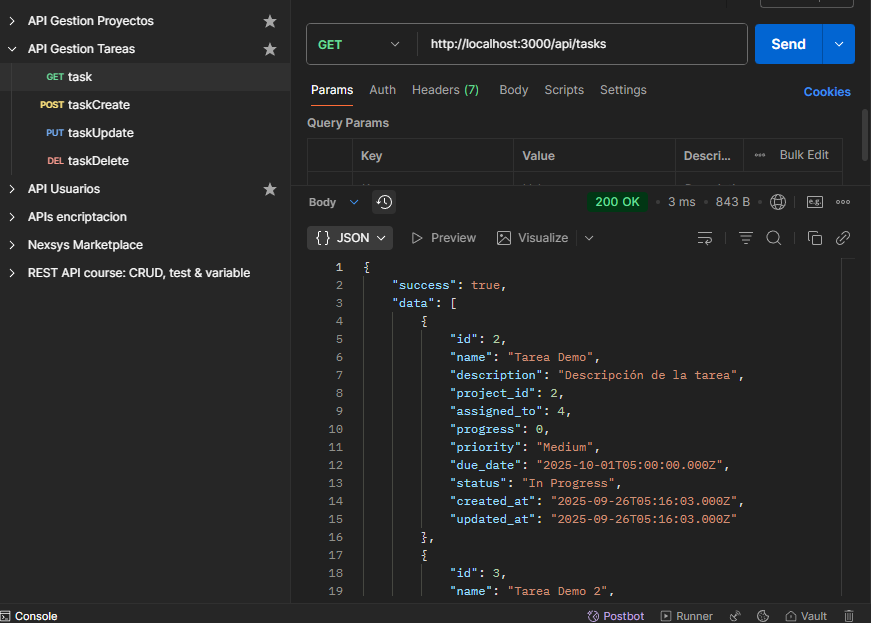 API Gestion Proyectos
API Gestion Tareas
GET task
POST taskCreate
PUT taskUpdate
DEL taskDelete
API Usuarios
APIs encriptacion
Nexsys Marketplace
REST API course: CRUD, test & variable
GET http://localhost:3000/api/tasks Send
Params Auth Headers (7) Body Scripts Settings Cookies
Query Params
Key Value Descri... Bulk Edit
Body 200 OK • 3 ms • 843 B • e.g.
{} JSON Preview Visualize
1 {
2 "success": true,
3 "data": [
4 {
5 "id": 2,
6 "name": "Tarea Demo",
7 "description": "Descripción de la tarea",
8 "project_id": 2,
9 "assigned_to": 4,
10 "progress": 0,
11 "priority": "Medium",
12 "due_date": "2025-10-01T05:00:00.000Z",
13 "status": "In Progress",
14 "created_at": "2025-09-26T05:16:03.000Z",
15 "updated_at": "2025-09-26T05:16:03.000Z"
16 },
17 {
18 "id": 3,
19 "name": "Tarea Demo 2",
Console Postbot Runner Vault